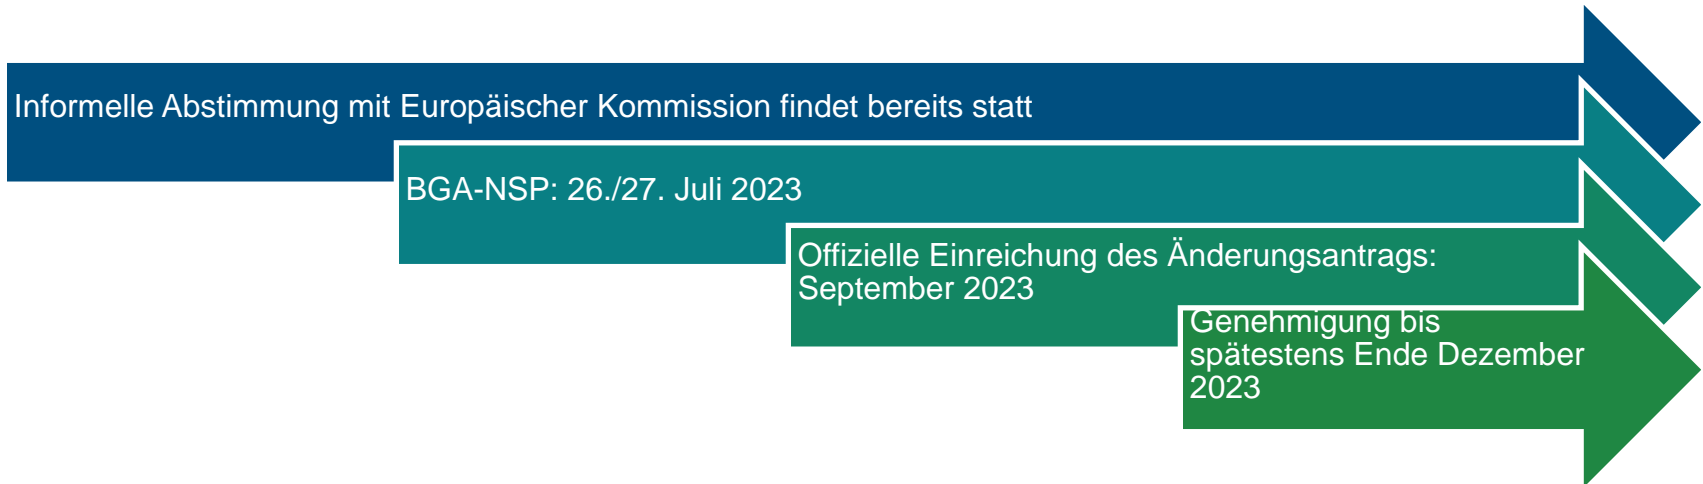 Informelle Abstimmung mit Europäischer Kommission findet bereits statt
BGA-NSP: 26./27. Juli 2023
Offizielle Einreichung des Änderungsantrags:
September 2023
Genehmigung bis
spätestens Ende Dezember
2023